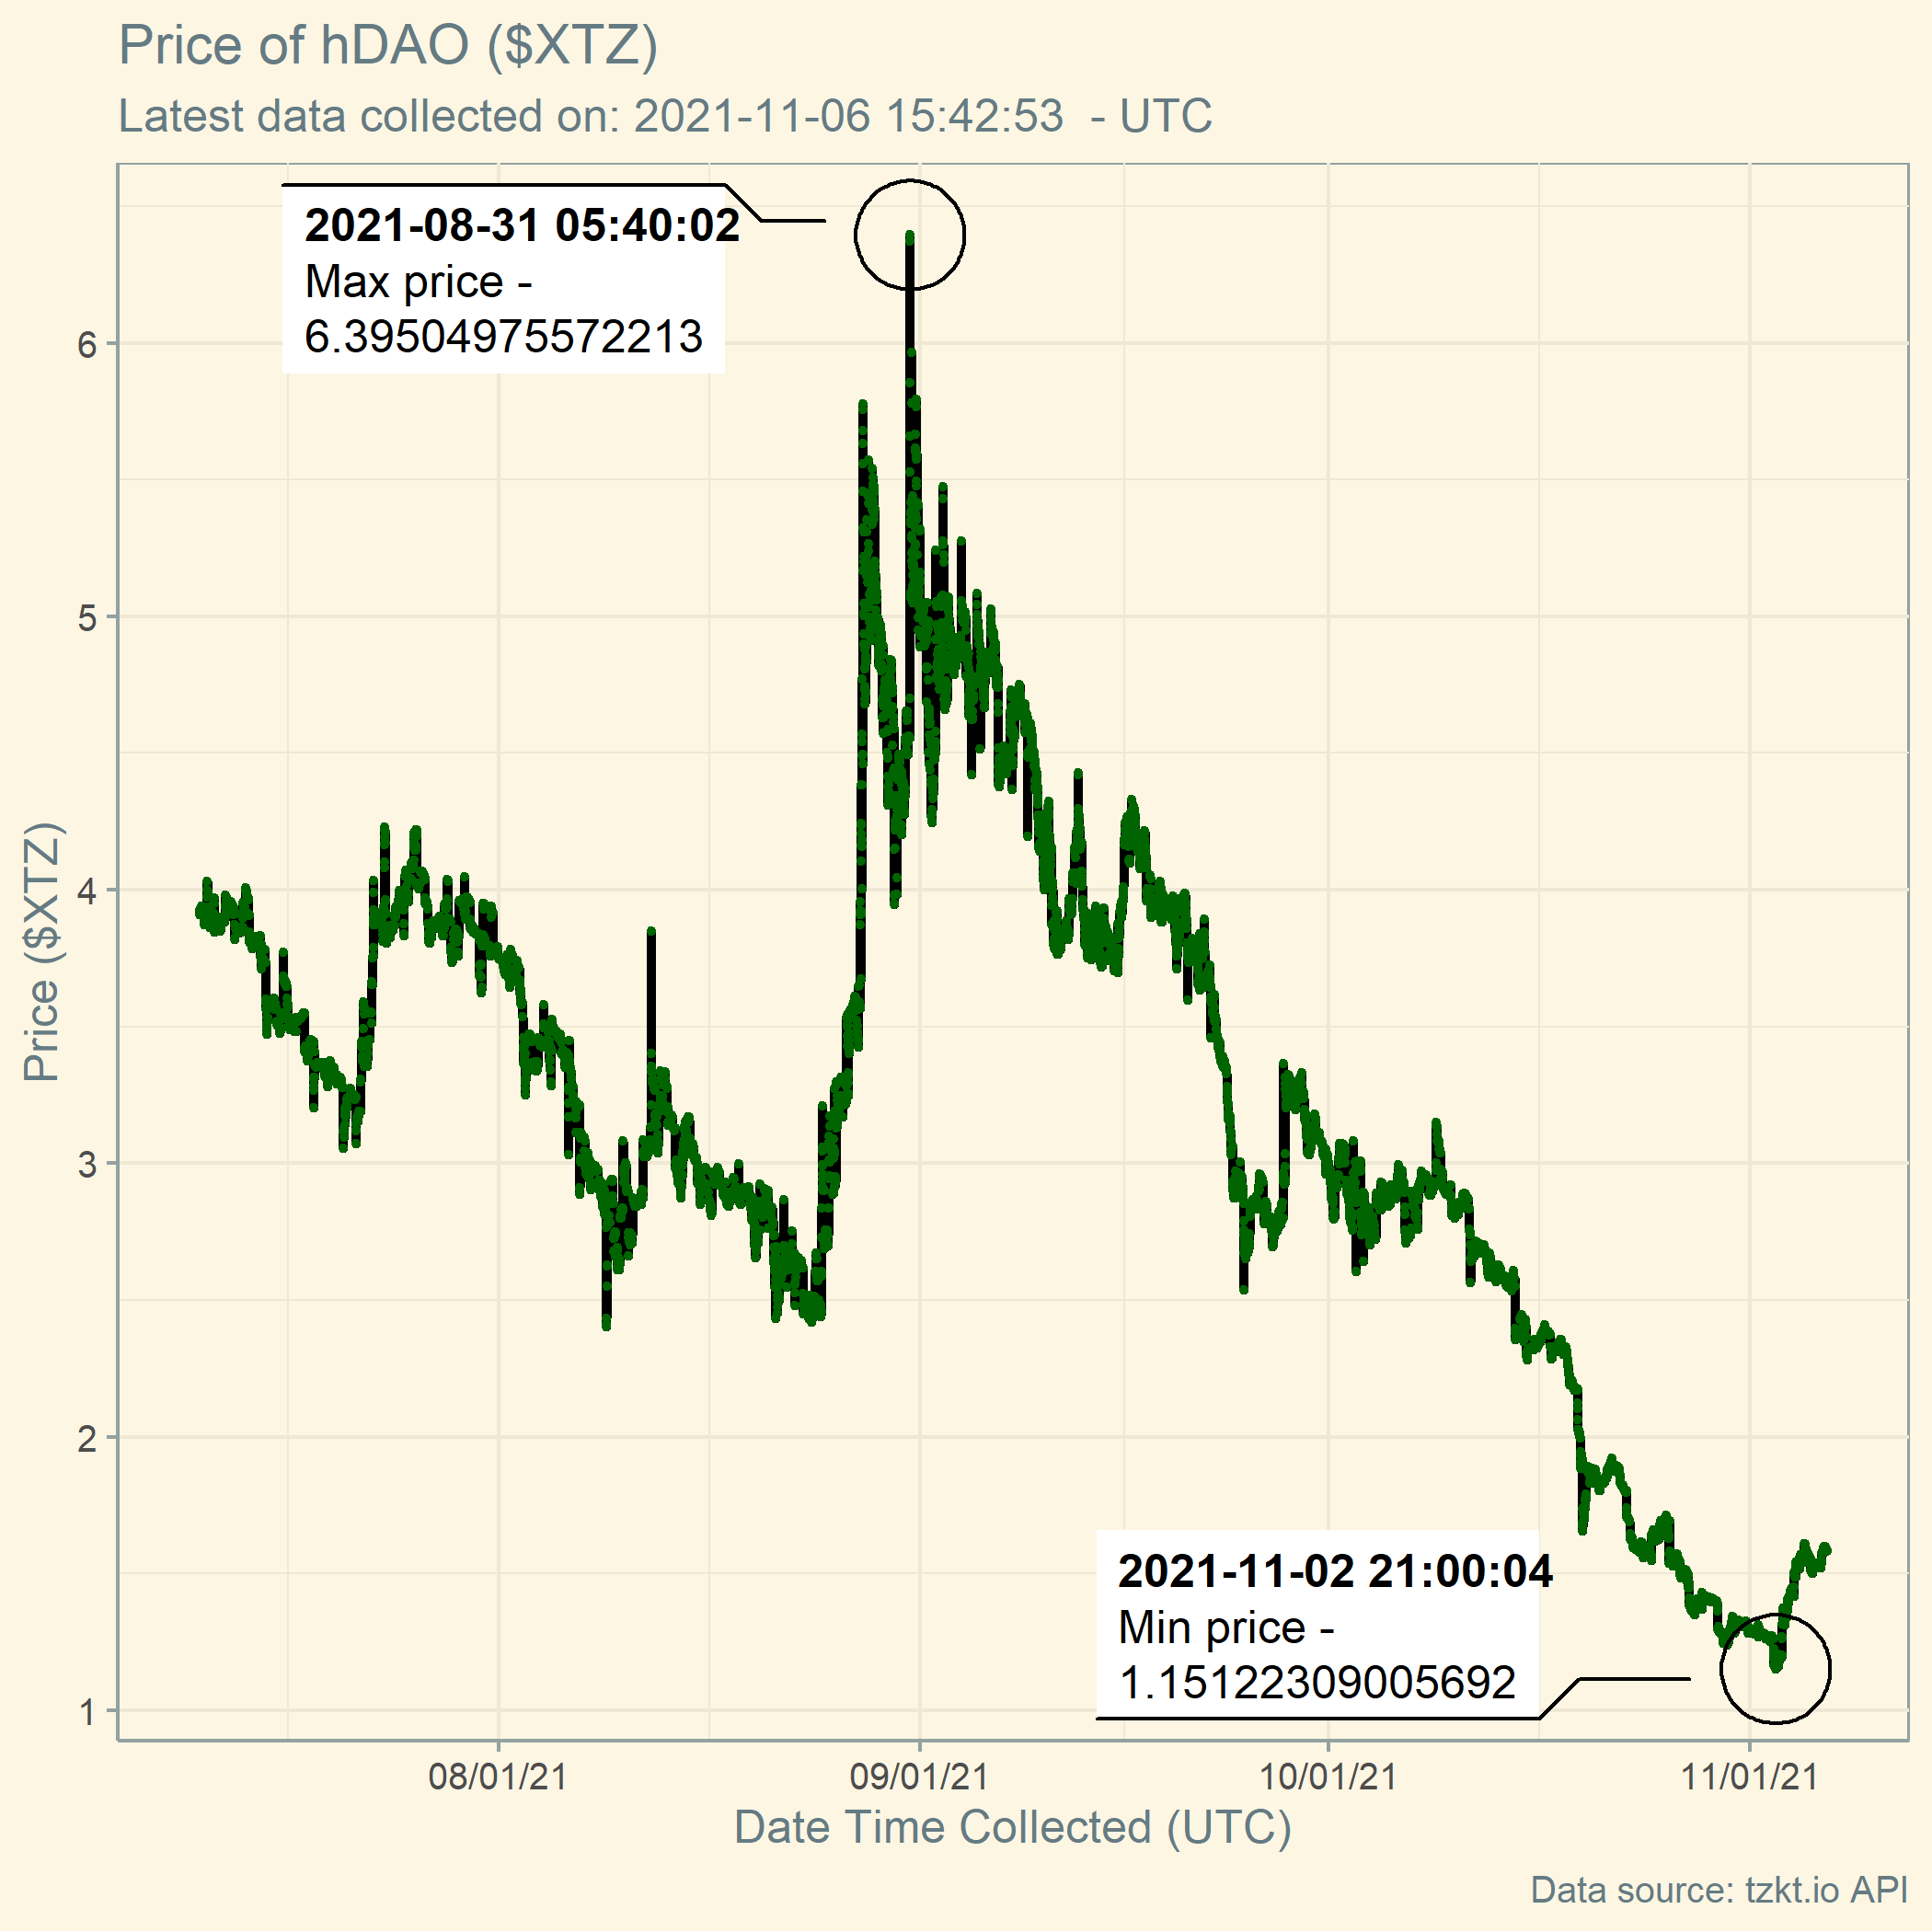 Price of hDAO ($XTZ)
Latest data collected on: 2021-11-06 15:42:53 - UTC
2021-08-31 05:40:02
Max price -
6.39504975572213
6
5
4
3
2
1
Price ($XTZ)
2021-11-02 21:00:04
Min price -
1.15122309005692
08/01/21
09/01/21
10/01/21
11/01/21
Date Time Collected (UTC)
Data source: tzkt.io API